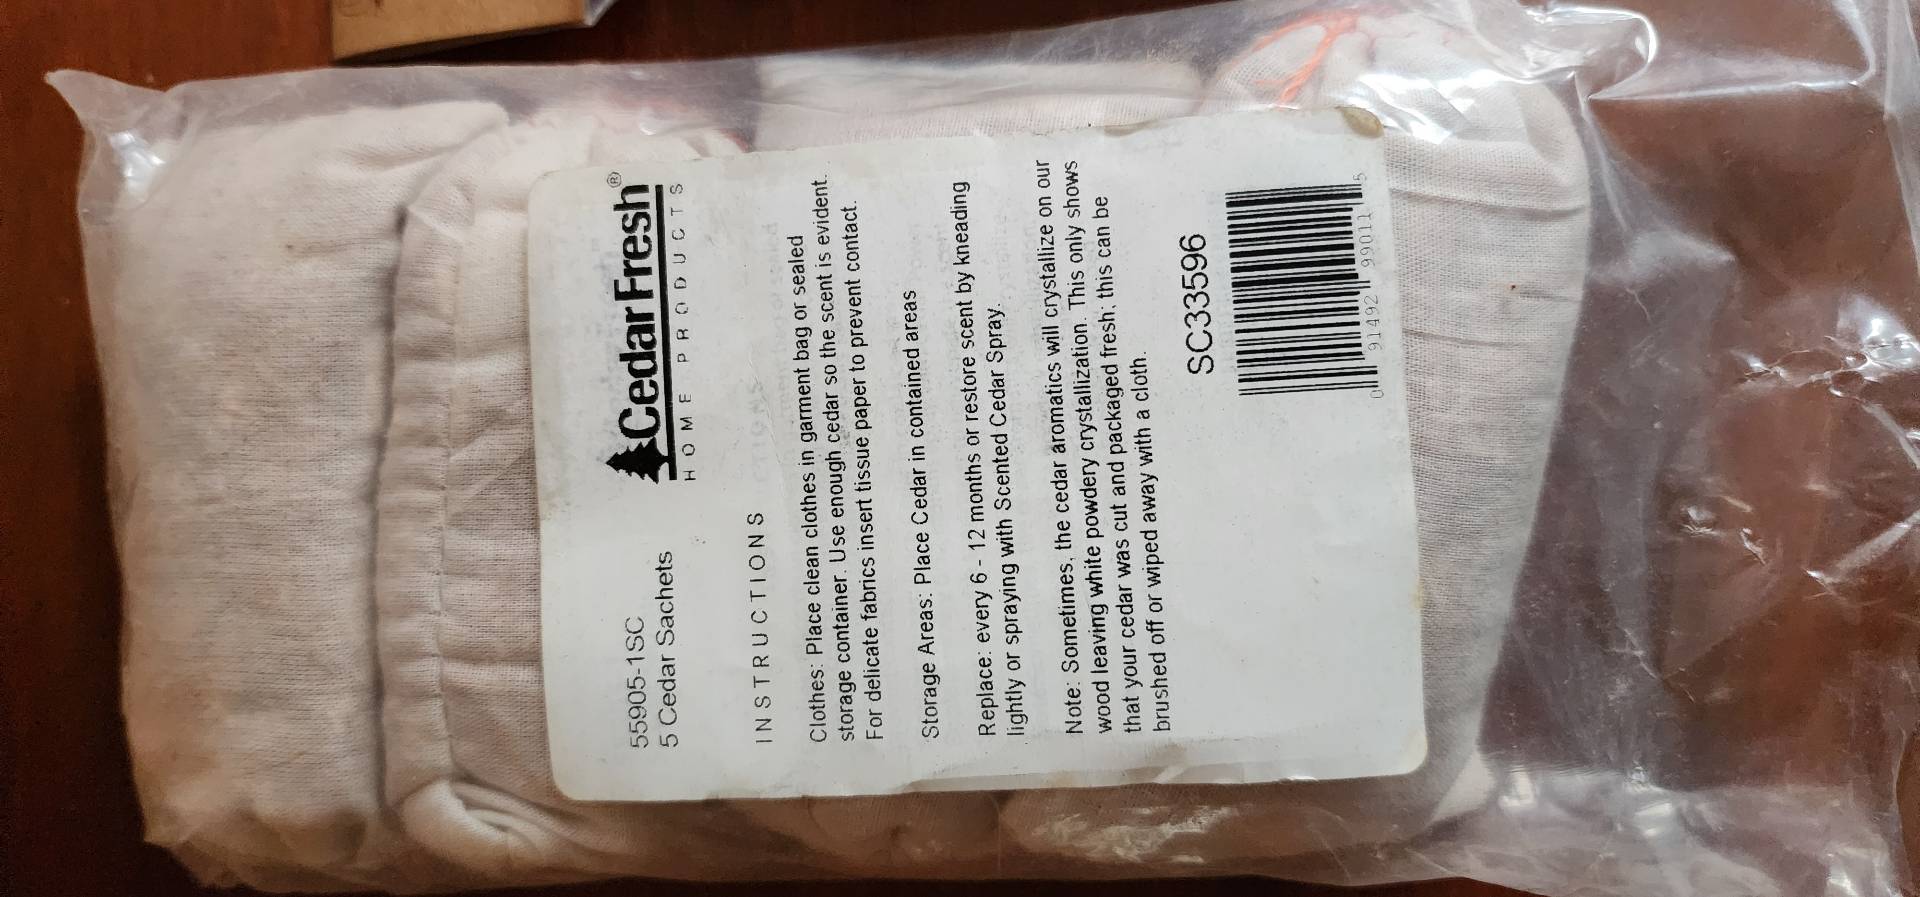 55905-1SC
5 Cedar Sachets
CedarFresh®
HOME PRODUCTS
INSTRUCTIONS
Clothes: Place clean clothes in garment bag or sealed
storage container. Use enough cedar so the scent is evident.
For delicate fabrics insert tissue paper to prevent contact.
Storage Areas: Place Cedar in contained areas
Replace: every 6 - 12 months or restore scent by kneading
lightly or spraying with Scented Cedar Spray.
Note: Sometimes, the cedar aromatics will crystallize on our
wood leaving white powdery crystallization. This only shows
that your cedar was cut and packaged fresh; this can be
brushed off or wiped away with a cloth.
SC33596
0 91492 99011 5